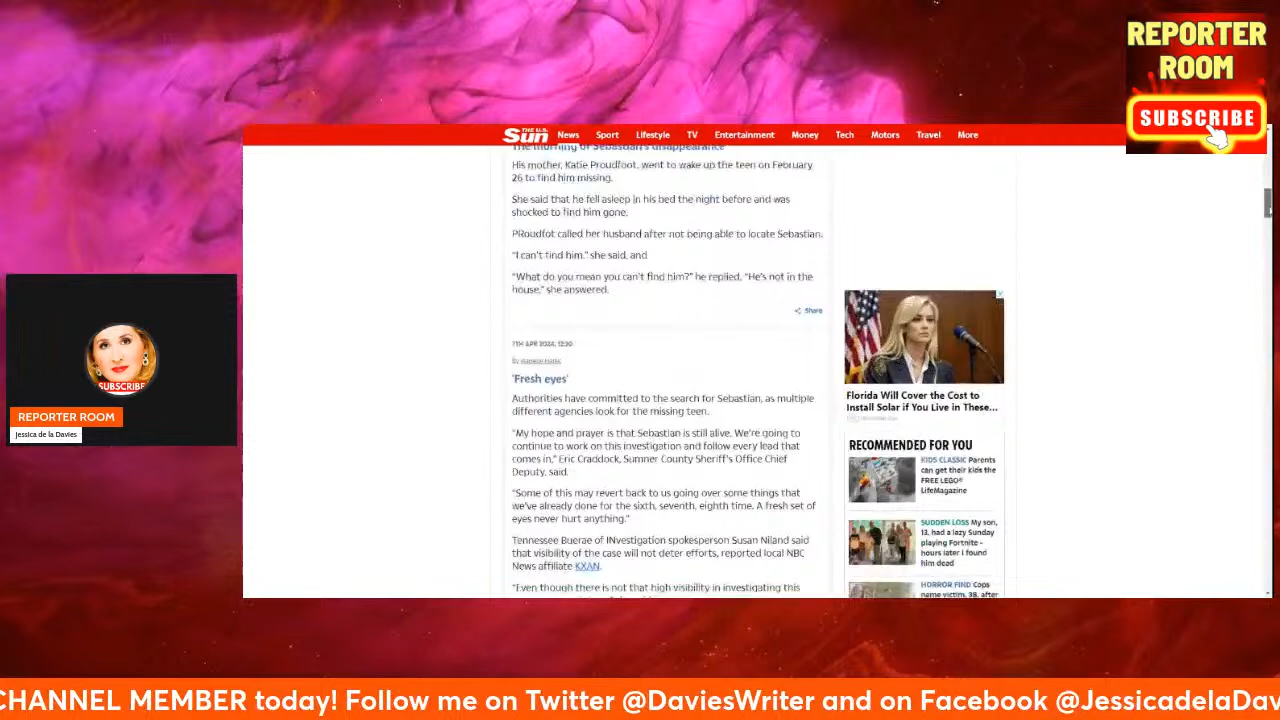 REPORTER
ROOM
SUBSCRIBE
THE U.S.
Sun
News Sport Lifestyle TV Entertainment Money Tech Motors Travel More
The morning of Sebastian's disappearance
His mother, Katie Proudfoot, went to wake up the teen on February
26 to find him missing.
She said that he fell asleep in his bed the night before and was
shocked to find him gone.
PRoudfot called her husband after not being able to locate Sebastian.
"I can't find him," she said, and
"What do you mean you can't find him?" he replied. "He's not in the
house," she answered.
Share
7TH APR 2024, 12:30
By
'Fresh eyes'
Authorities have committed to the search for Sebastian, as multiple
different agencies look for the missing teen.
"My hope and prayer is that Sebastian is still alive. We're going to
continue to work on this investigation and follow every lead that
comes in," Eric Craddock, Sumner County Sheriff's Office Chief
Deputy, said.
"Some of this may revert back to us going over some things that
we've already done for the sixth, seventh, eighth time. A fresh set of
eyes never hurt anything."
Tennessee Buerae of INvestigation spokesperson Susan Niland said
that visibility of the case will not deter efforts, reported local NBC
News affiliate KXAN.
"Even though there is not that high visibility in investigating this
Florida Will Cover the Cost to
Install Solar if You Live in These...
RECOMMENDED FOR YOU
KIDS CLASSIC Parents
can get their kids the
FREE LEGO®
LifeMagazine
SUDDEN LOSS My son,
13, had a lazy Sunday
playing Fortnite -
hours later I found
him dead
HORROR FIND Cops
name victim, 38, after
SUBSCRIBE
REPORTER ROOM
Jessica de la Davies
CHANNEL MEMBER today! Follow me on Twitter @DaviesWriter and on Facebook @JessicadelaDav